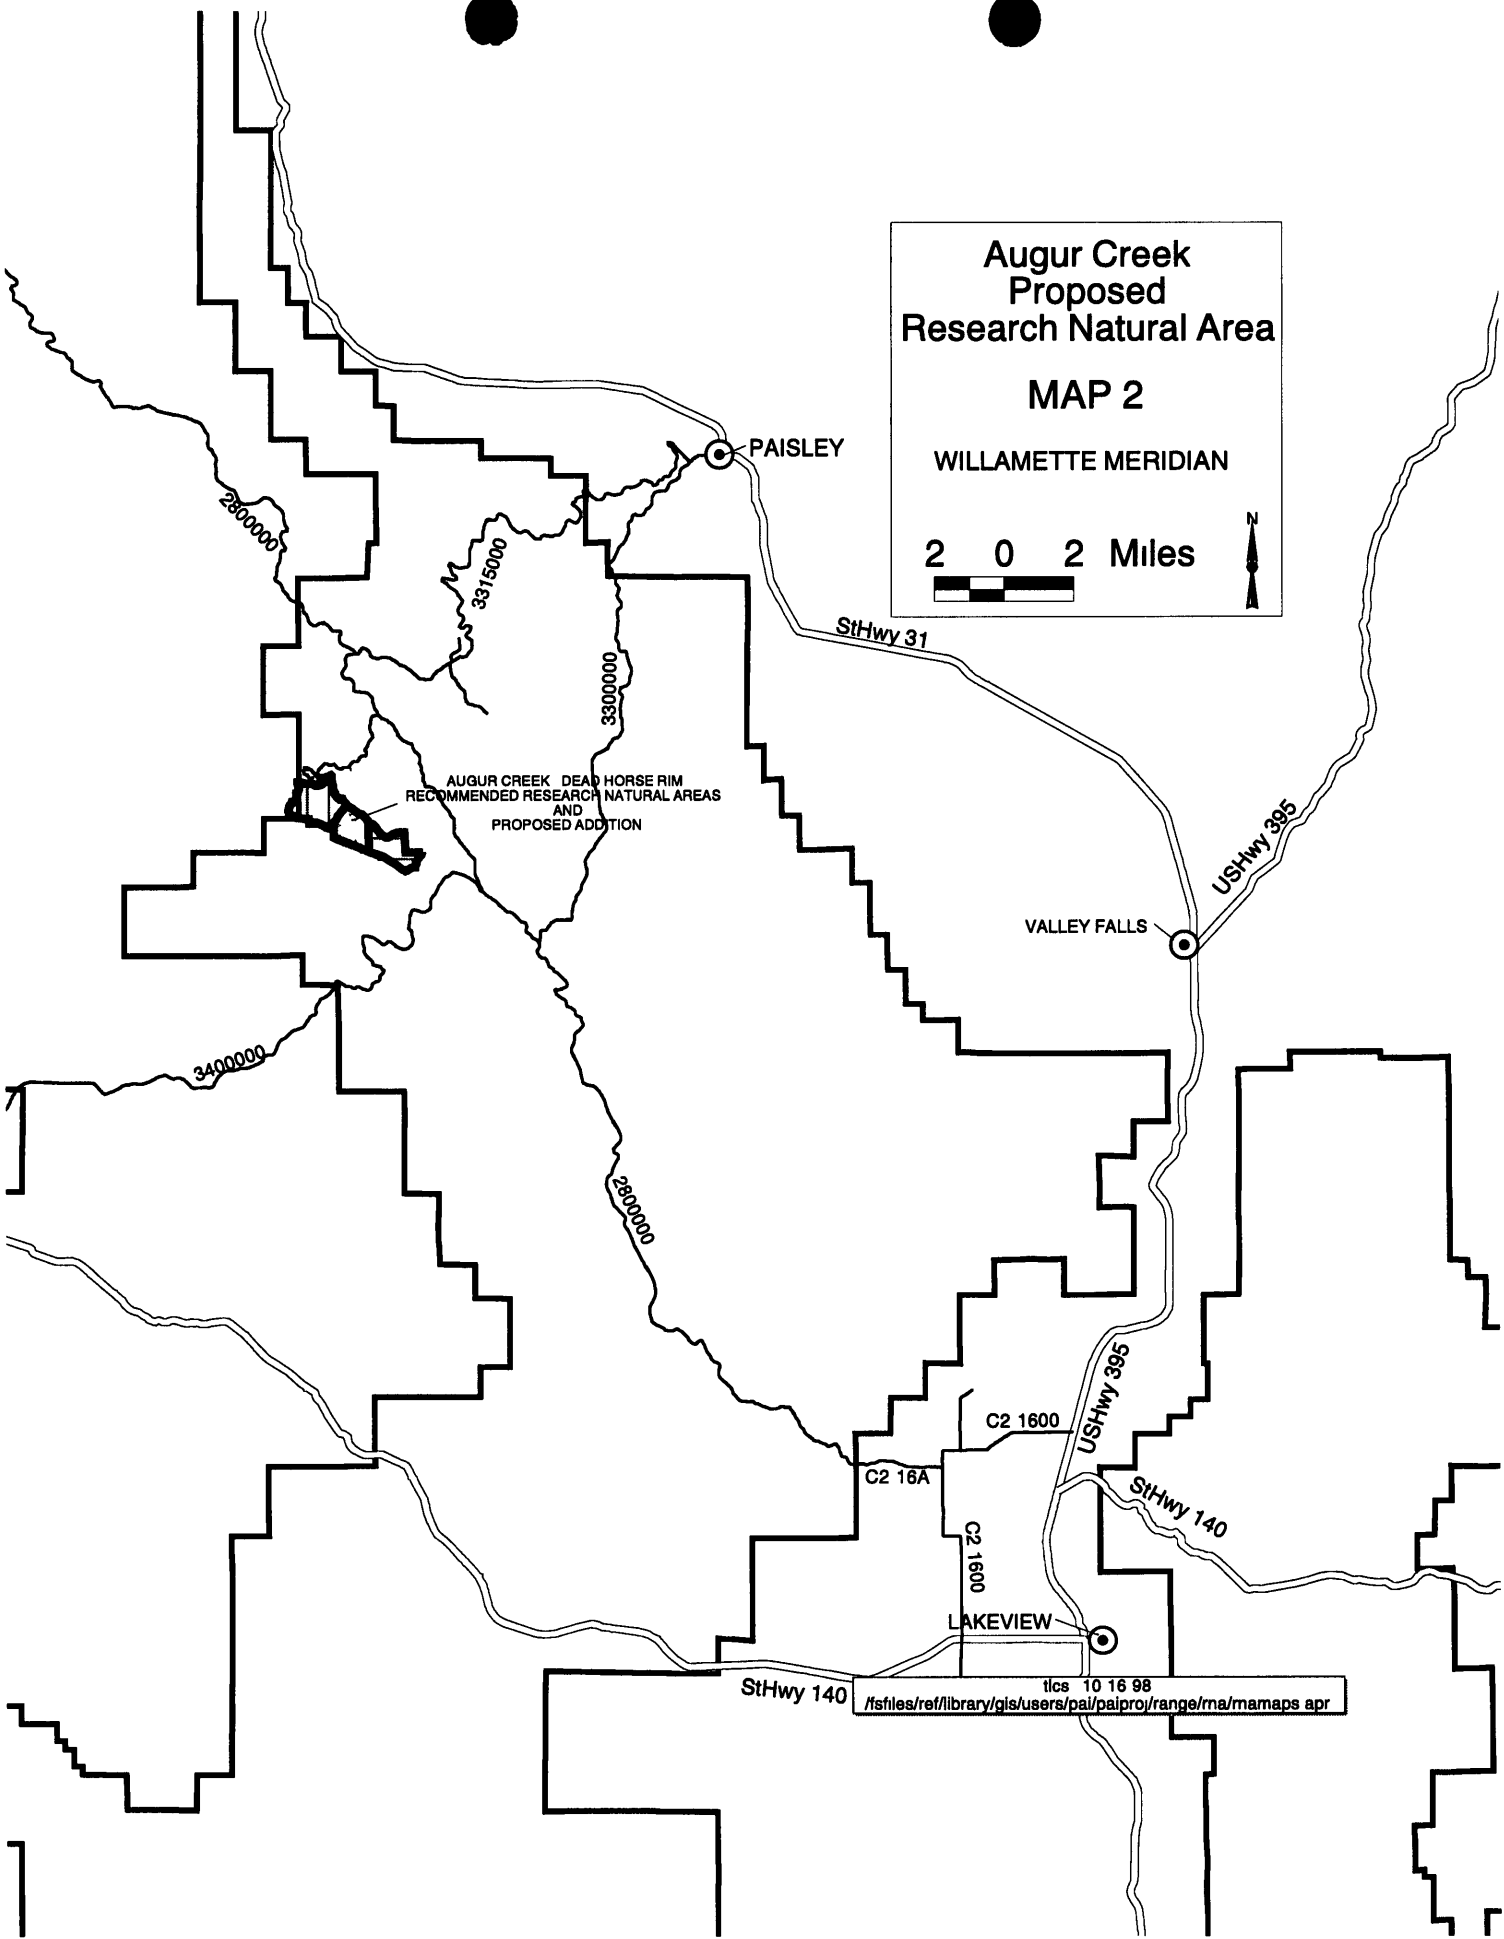 Augur Creek
Proposed
Research Natural Area
MAP 2
WILLAMETTE MERIDIAN
N
2 0 2 Miles
PAISLEY
2800000
3315000
StHwy 31
3300000
AUGUR CREEK DEAD HORSE RIM
RECOMMENDED RESEARCH NATURAL AREAS
AND
PROPOSED ADDITION
USHwy 395
VALLEY FALLS
3400000
2800000
USHwy 395
C2 1600
C2 16A
StHwy 140
C2 1600
LAKEVIEW
StHwy 140
tlcs 10 16 98
/fsfiles/ref/library/gis/users/pai/paiproj/range/rna/rnamaps apr